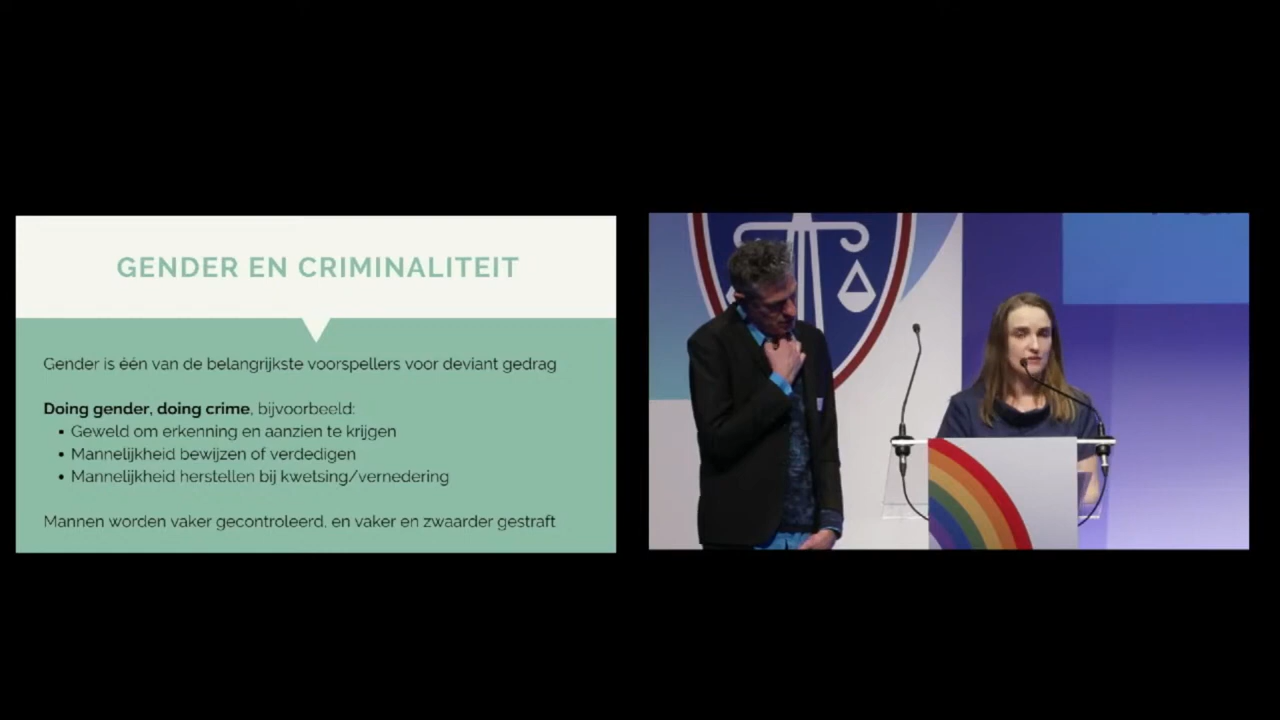 GENDER EN CRIMINALITEIT
Gender is één van de belangrijkste voorspellers voor deviant gedrag
Doing gender, doing crime, bijvoorbeeld:
• Geweld om erkenning en aanzien te krijgen
• Mannelijkheid bewijzen of verdedigen
• Mannelijkheid herstellen bij kwetsing/vernedering
Mannen worden vaker gecontroleerd, en vaker en zwaarder gestraft